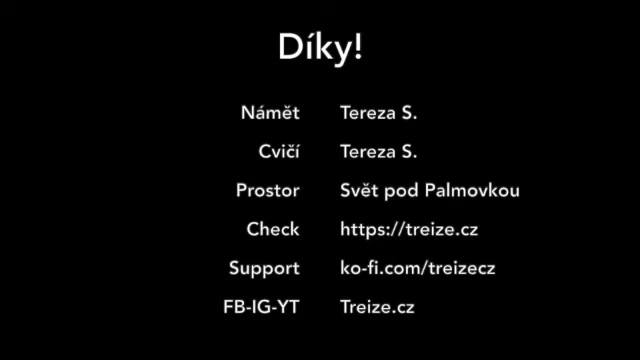 Díky!
Námět Tereza S.
Cvičí Tereza S.
Prostor Svět pod Palmovkou
Check https://treize.cz
Support ko-fi.com/treizecz
FB-IG-YT Treize.cz